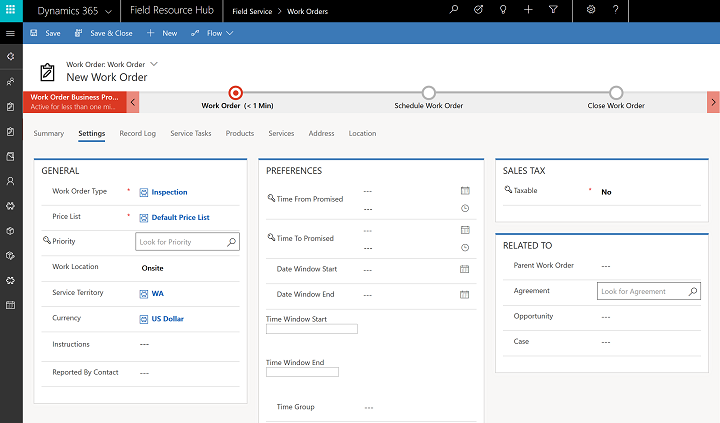 Dynamics 365 Field Resource Hub Field Service > Work Orders
Save Save & Close New Flow
Work Order: Work Order
New Work Order
Work Order Business Pro...
Active for less than one mi...
Work Order (< 1 Min)
Schedule Work Order
Close Work Order
Summary Settings Record Log Service Tasks Products Services Address Location
GENERAL
Work Order Type * Inspection
Price List * Default Price List
Priority Look for Priority
Work Location Onsite
Service Territory WA
Currency US Dollar
Instructions ---
Reported By Contact ---
PREFERENCES
Time From Promised ---
---
Time To Promised ---
---
Date Window Start ---
Date Window End ---
Time Window Start
Time Window End
Time Group ---
SALES TAX
Taxable * No
RELATED TO
Parent Work Order ---
Agreement Look for Agreement
Opportunity ---
Case ---